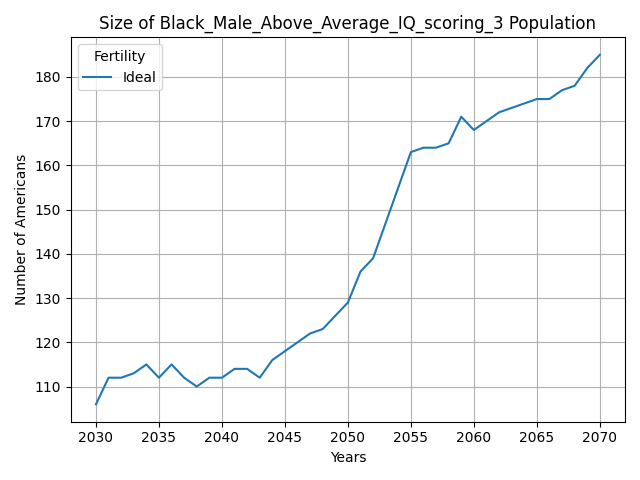 Size of Black_Male_Above_Average_IQ_scoring_3 Population
Fertility
Ideal
Number of Americans
180
170
160
150
140
130
120
110
2030 2035 2040 2045 2050 2055 2060 2065 2070
Years